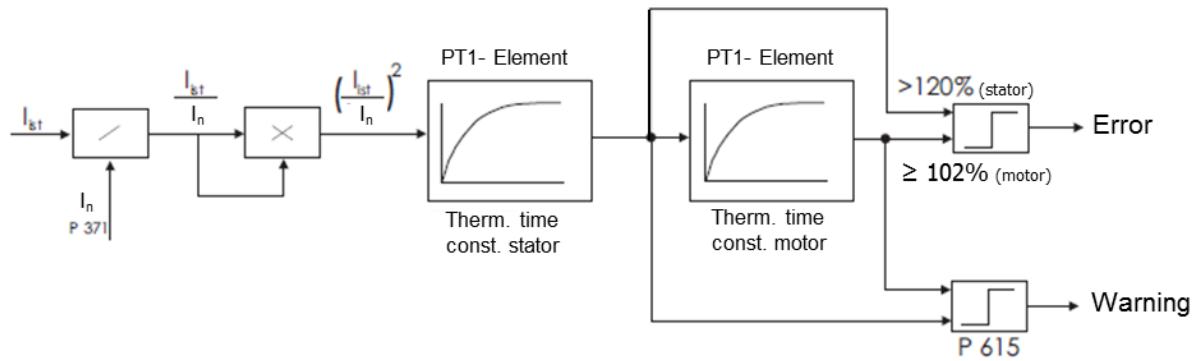 I_ist
I_n
P 371
I_ist
I_n
(I_ist / I_n)²
PT1- Element
Therm. time
const. stator
PT1- Element
Therm. time
const. motor
>120% (stator)
≥ 102% (motor)
Error
Warning
P 615